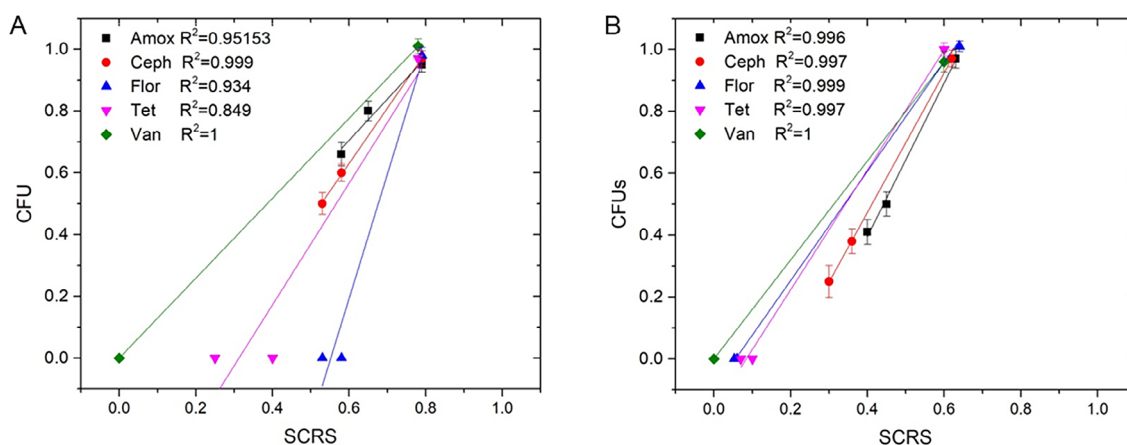 A
Amox R²=0.95153
Ceph R²=0.999
Flor R²=0.934
Tet R²=0.849
Van R²=1
CFU
1.0
0.8
0.6
0.4
0.2
0.0
0.0 0.2 0.4 0.6 0.8 1.0
SCRS
B
Amox R²=0.996
Ceph R²=0.997
Flor R²=0.999
Tet R²=0.997
Van R²=1
CFUs
1.0
0.8
0.6
0.4
0.2
0.0
0.0 0.2 0.4 0.6 0.8 1.0
SCRS